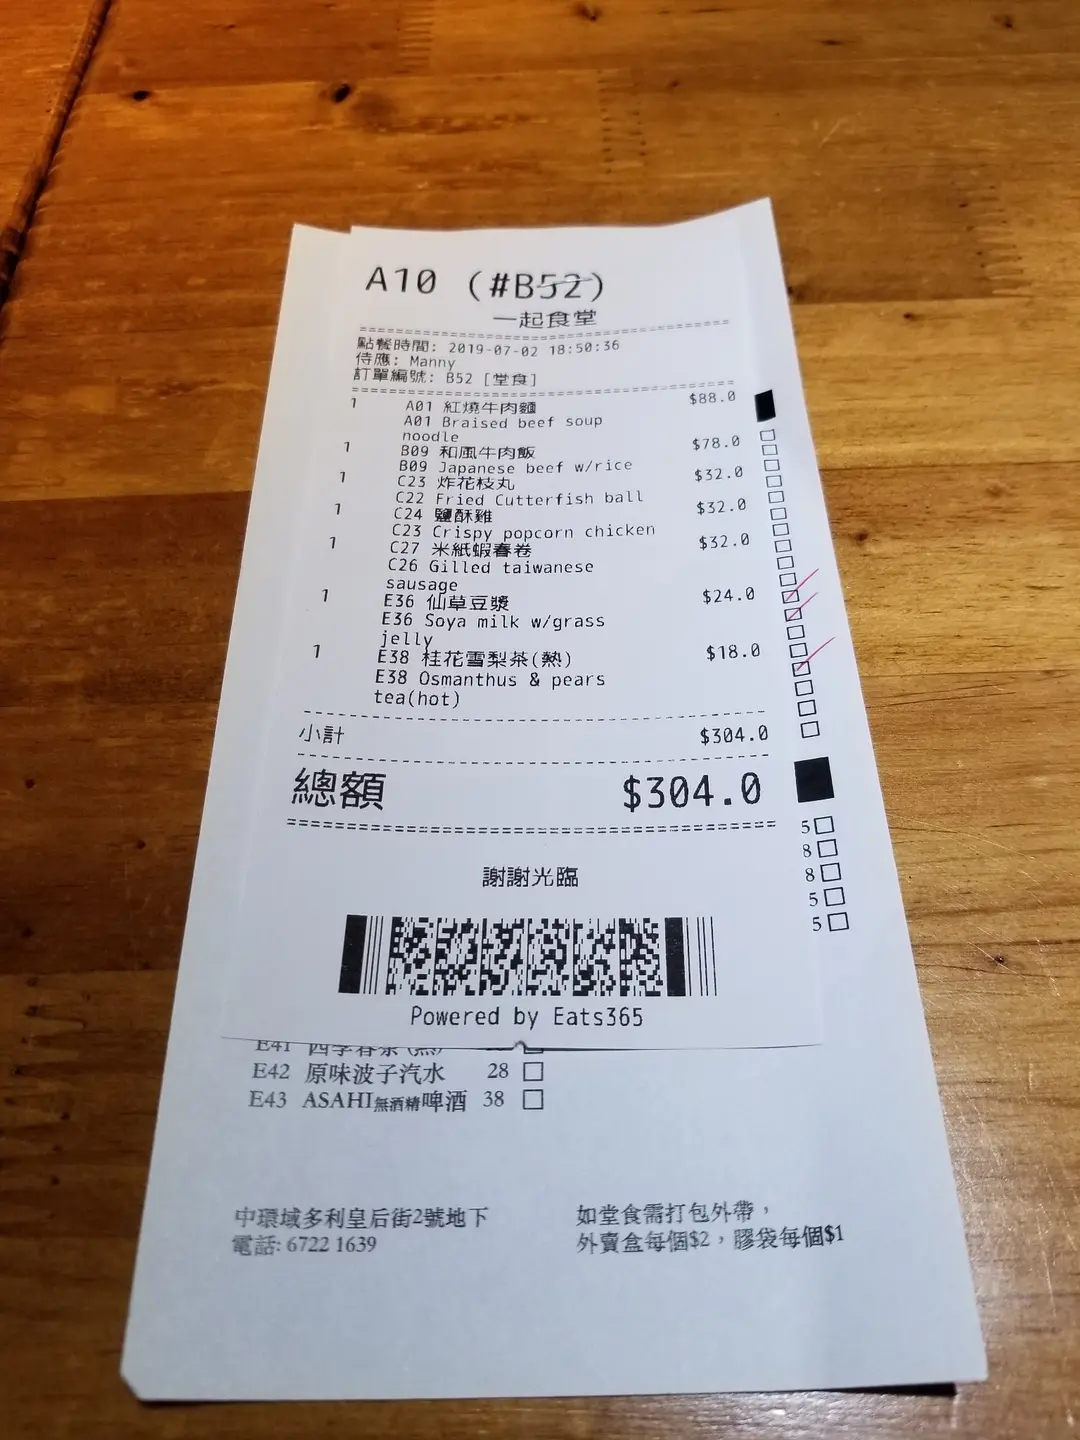 A10 (#B52)
一起食堂
點餐時間: 2019-07-02 18:50:36
侍應: Manny
訂單編號: B52 [堂食]
1 A01 紅燒牛肉麵 $88.0
A01 Braised beef soup
noodle
1 B09 和風牛肉飯 $78.0
B09 Japanese beef w/rice
1 C23 炸花枝丸 $32.0
C22 Fried Cutterfish ball
1 C24 鹽酥雞 $32.0
C23 Crispy popcorn chicken
1 C27 米紙蝦春卷 $32.0
C26 Gilled taiwanese
sausage
1 E36 仙草豆漿 $24.0
E36 Soya milk w/grass
jelly
1 E38 桂花雪梨茶(熱) $18.0
E38 Osmanthus & pears
tea(hot)
小計 $304.0
總額 $304.0
謝謝光臨
Powered by Eats365
5
8
8
5
5
E41 四季春茶(熱)
E42 原味波子汽水 28
E43 ASAHI無酒精啤酒 38
中環域多利皇后街2號地下
電話: 6722 1639
如堂食需打包外帶，
外賣盒每個$2，膠袋每個$1